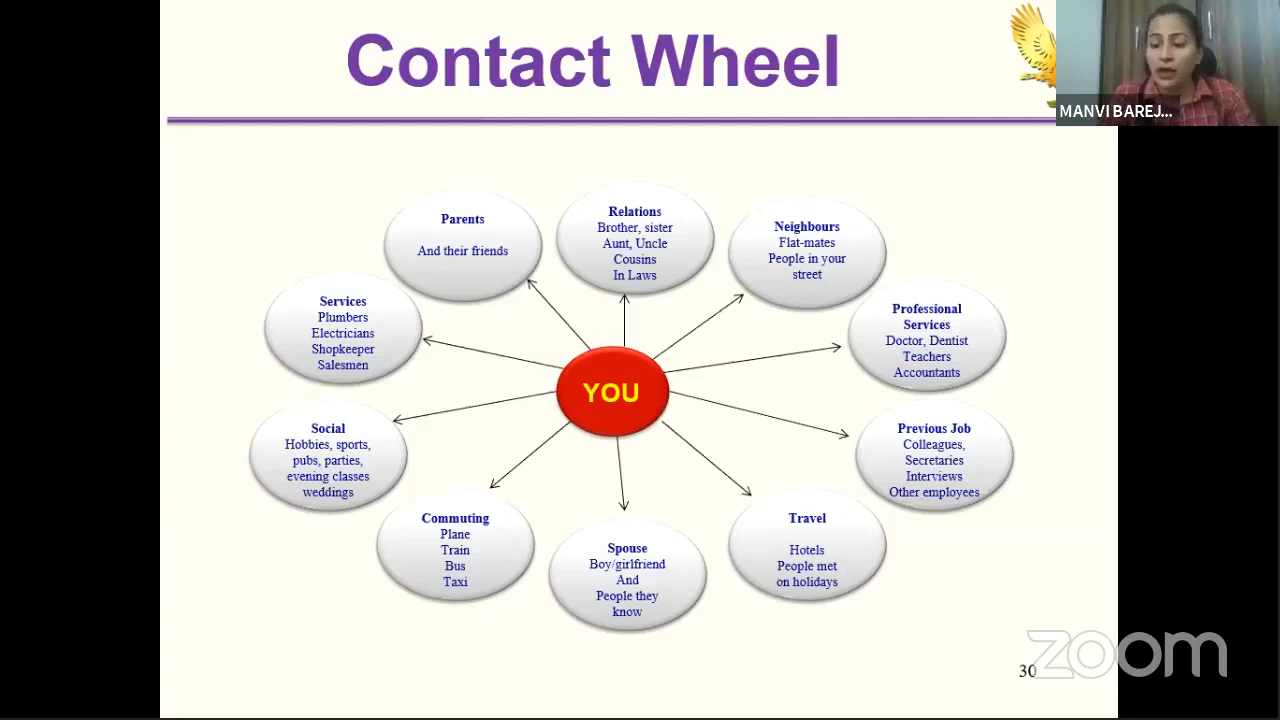 Contact Wheel
MANVI BAREJ...
Parents
And their friends
Relations
Brother, sister
Aunt, Uncle
Cousins
In Laws
Neighbours
Flat-mates
People in your
street
Services
Plumbers
Electricians
Shopkeeper
Salesmen
Professional
Services
Doctor, Dentist
Teachers
Accountants
YOU
Social
Hobbies, sports,
pubs, parties,
evening classes
weddings
Previous Job
Colleagues,
Secretaries
Interviews
Other employees
Commuting
Plane
Train
Bus
Taxi
Spouse
Boy/girlfriend
And
People they
know
Travel
Hotels
People met
on holidays
zoom
30